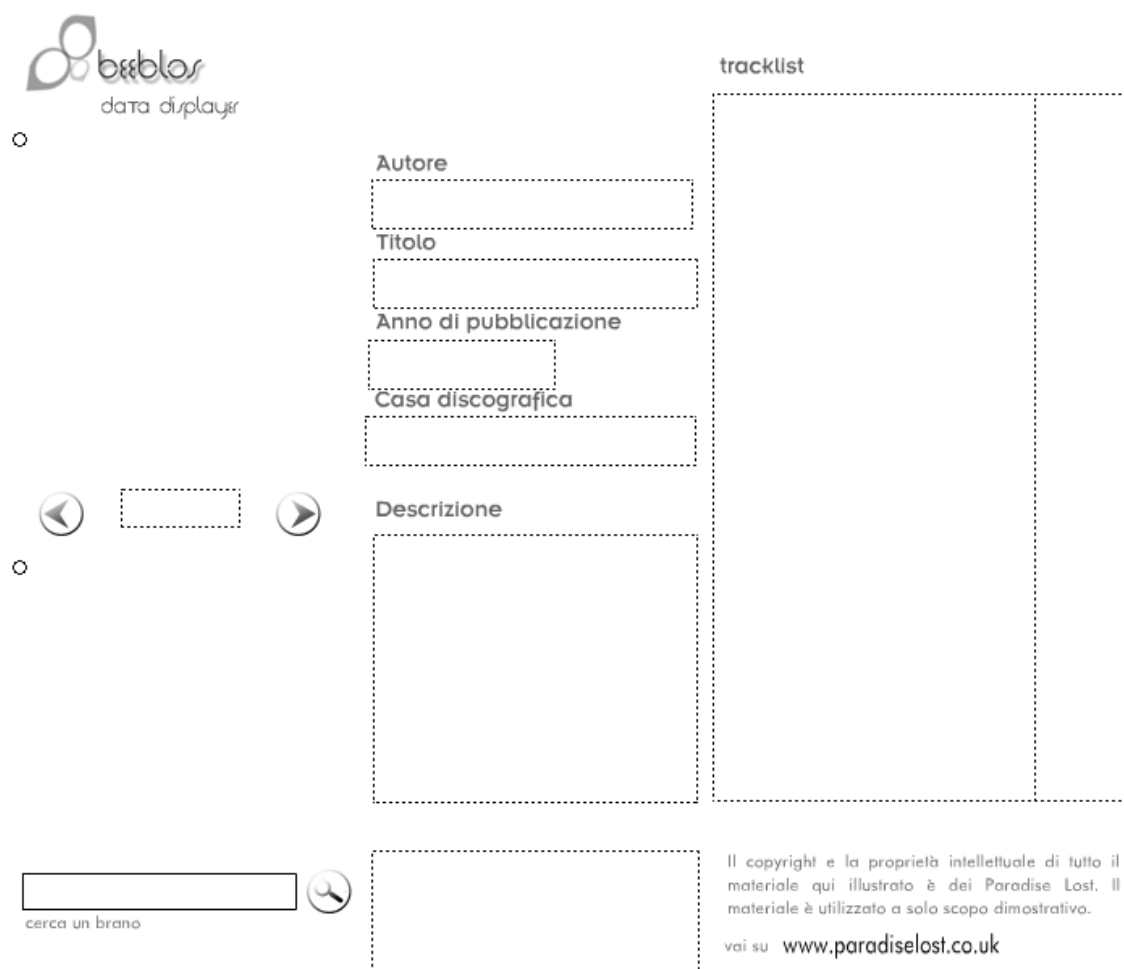 beeblos
data displayer
tracklist
Autore
Titolo
Anno di pubblicazione
Casa discografica
Descrizione
cerca un brano
Il copyright e la proprietà intellettuale di tutto il
materiale qui illustrato è dei Paradise Lost. Il
materiale è utilizzato a solo scopo dimostrativo.
vai su www.paradiselost.co.uk